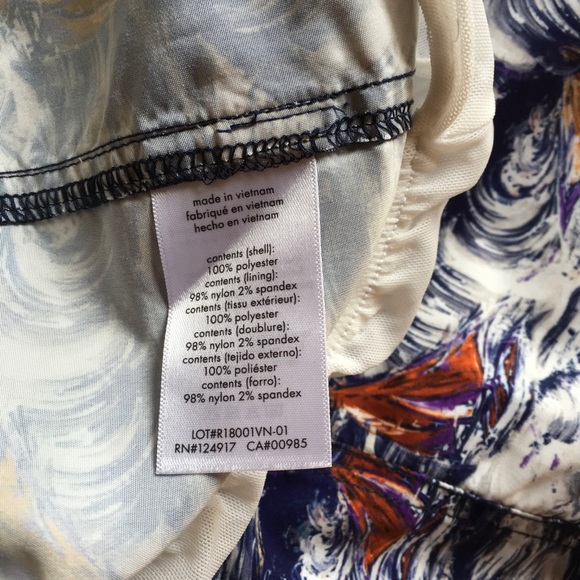 made in vietnam
fabriqué en vietnam
hecho en vietnam
contents (shell):
100% polyester
contents (lining):
98% nylon 2% spandex
contents (tissu extérieur):
100% polyester
contents (doublure):
98% nylon 2% spandex
contents (tejido externo):
100% poliéster
contents (forro):
98% nylon 2% spandex
LOT#R18001VN-01
RN#124917 CA#00985